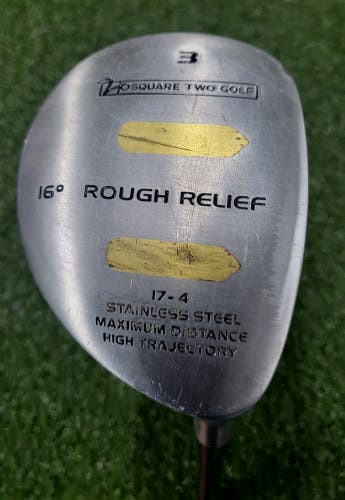 3
SQUARE TWO GOLF
16° ROUGH RELIEF
17-4
STAINLESS STEEL
MAXIMUM DISTANCE
HIGH TRAJECTORY